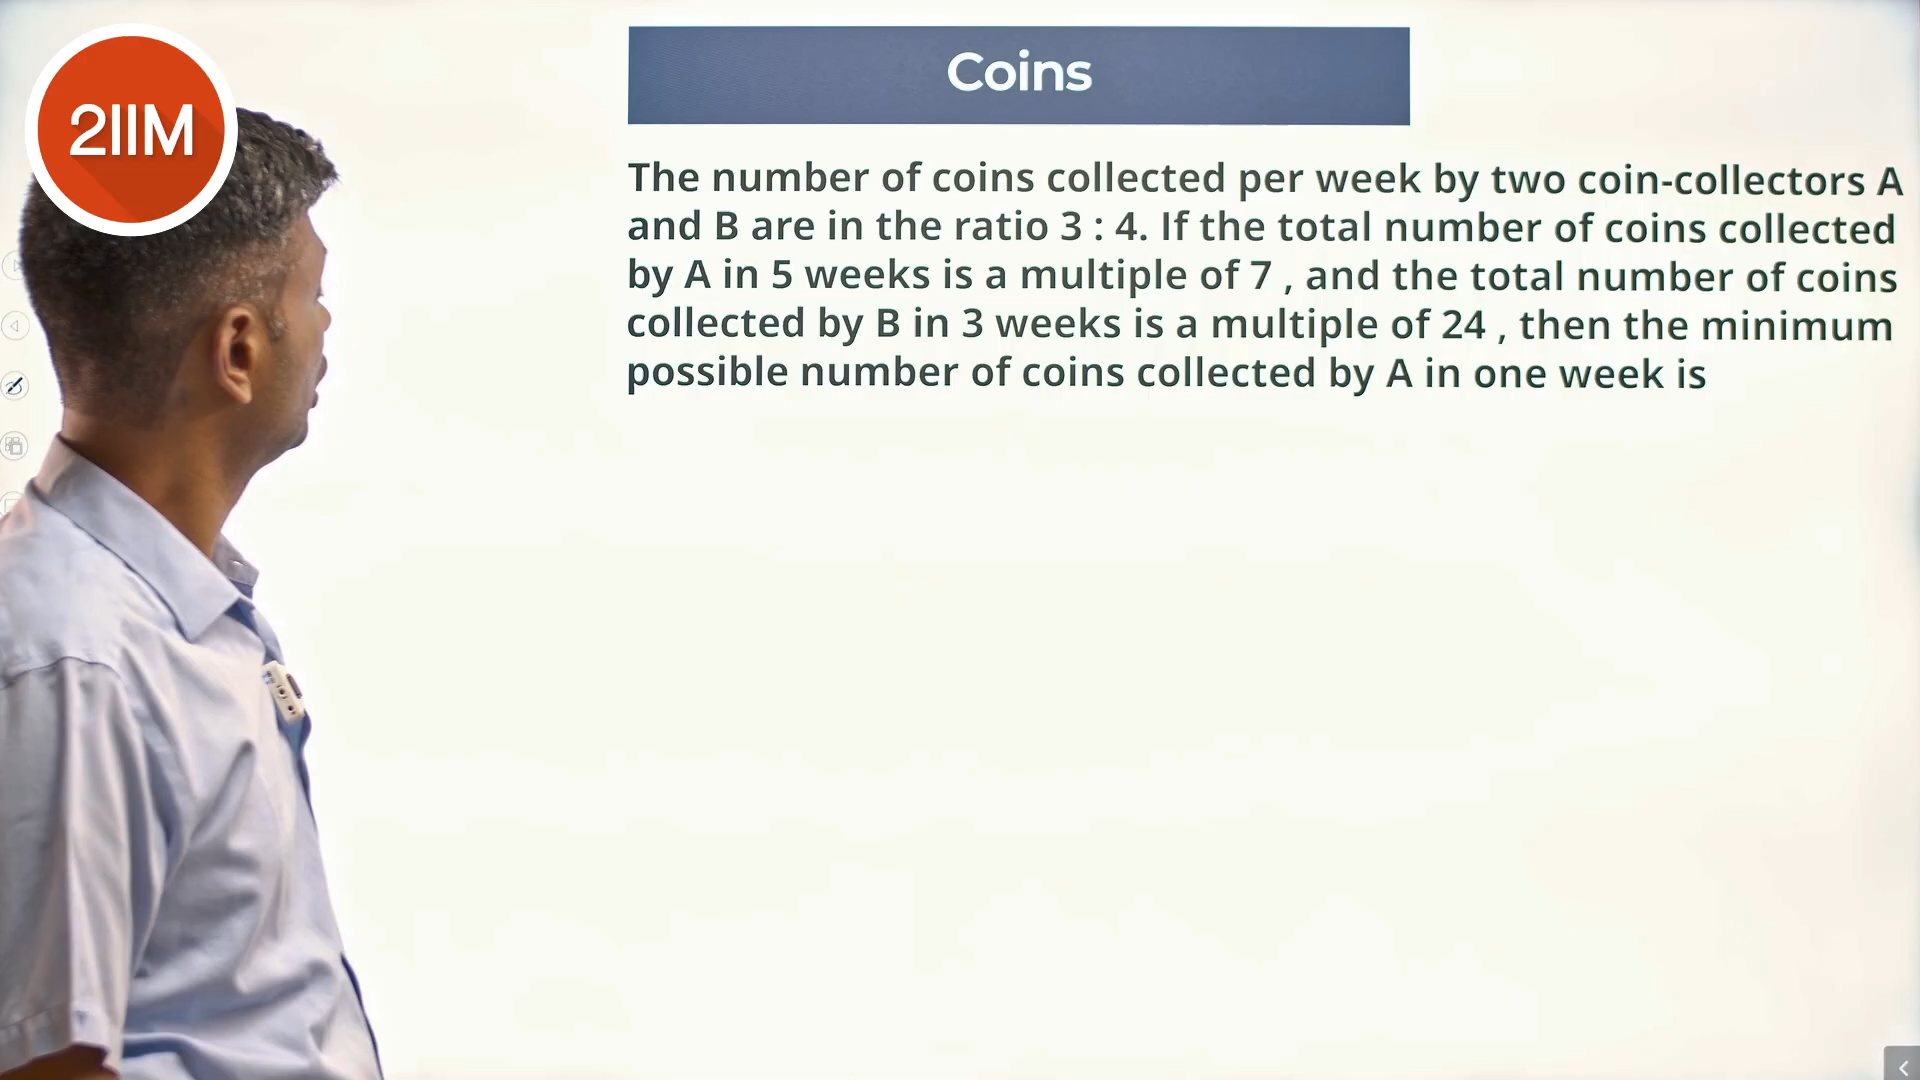 2IIM
Coins
The number of coins collected per week by two coin-collectors A
and B are in the ratio 3 : 4. If the total number of coins collected
by A in 5 weeks is a multiple of 7 , and the total number of coins
collected by B in 3 weeks is a multiple of 24 , then the minimum
possible number of coins collected by A in one week is